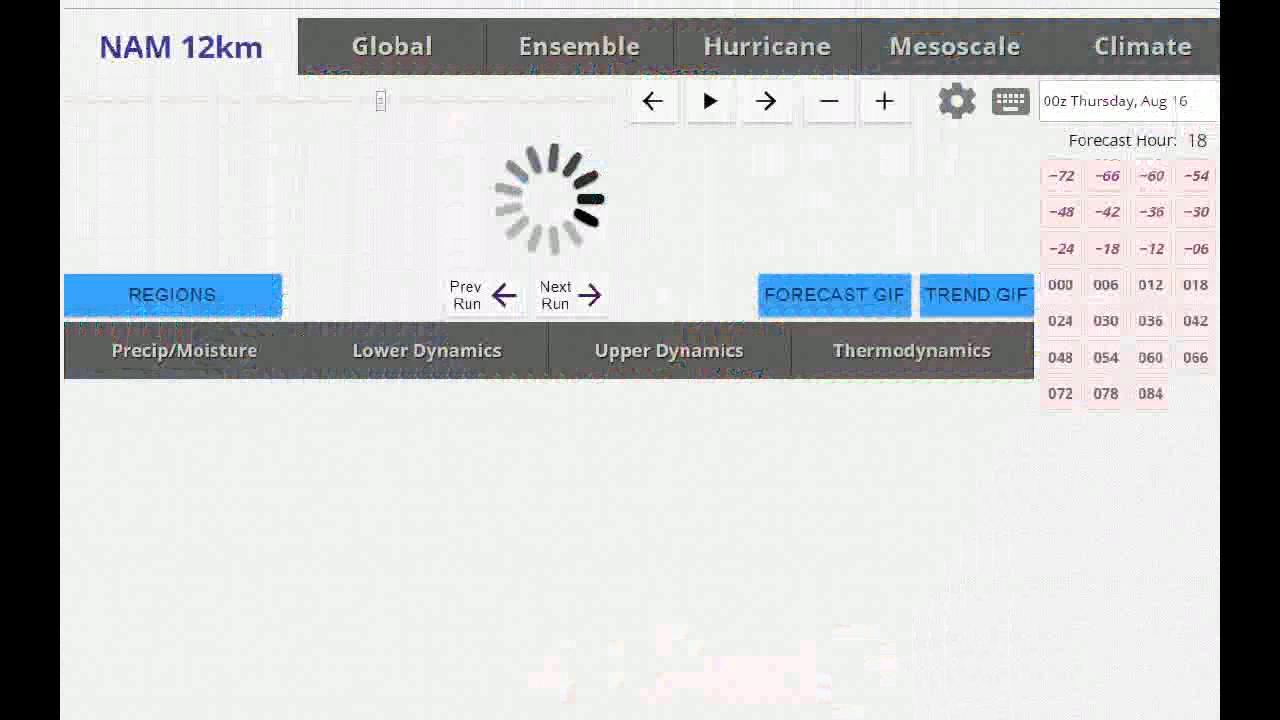 NAM 12km Global Ensemble Hurricane Mesoscale Climate
00z Thursday, Aug 16
Forecast Hour: 18
−72 −66 −60 −54
−48 −42 −36 −30
−24 −18 −12 −06
000 006 012 018
024 030 036 042
048 054 060 066
072 078 084
REGIONS
Prev
Run
Next
Run
FORECAST GIF
TREND GIF
Precip/Moisture Lower Dynamics Upper Dynamics Thermodynamics